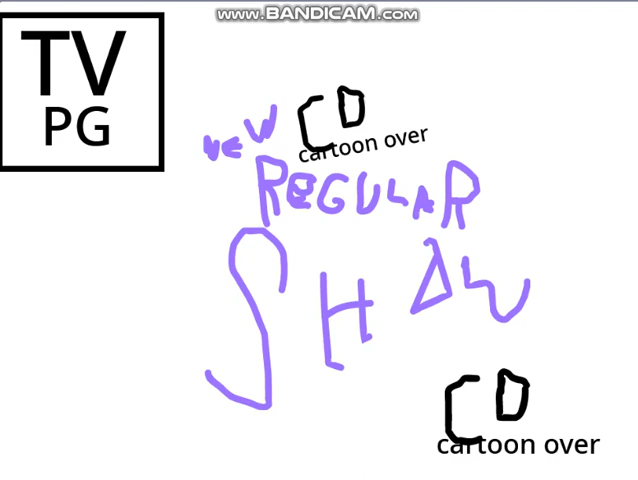 www.BANDICAM.com
TV
PG
NEW
CD
cartoon over
REGULAR
SHOW
CD
cartoon over